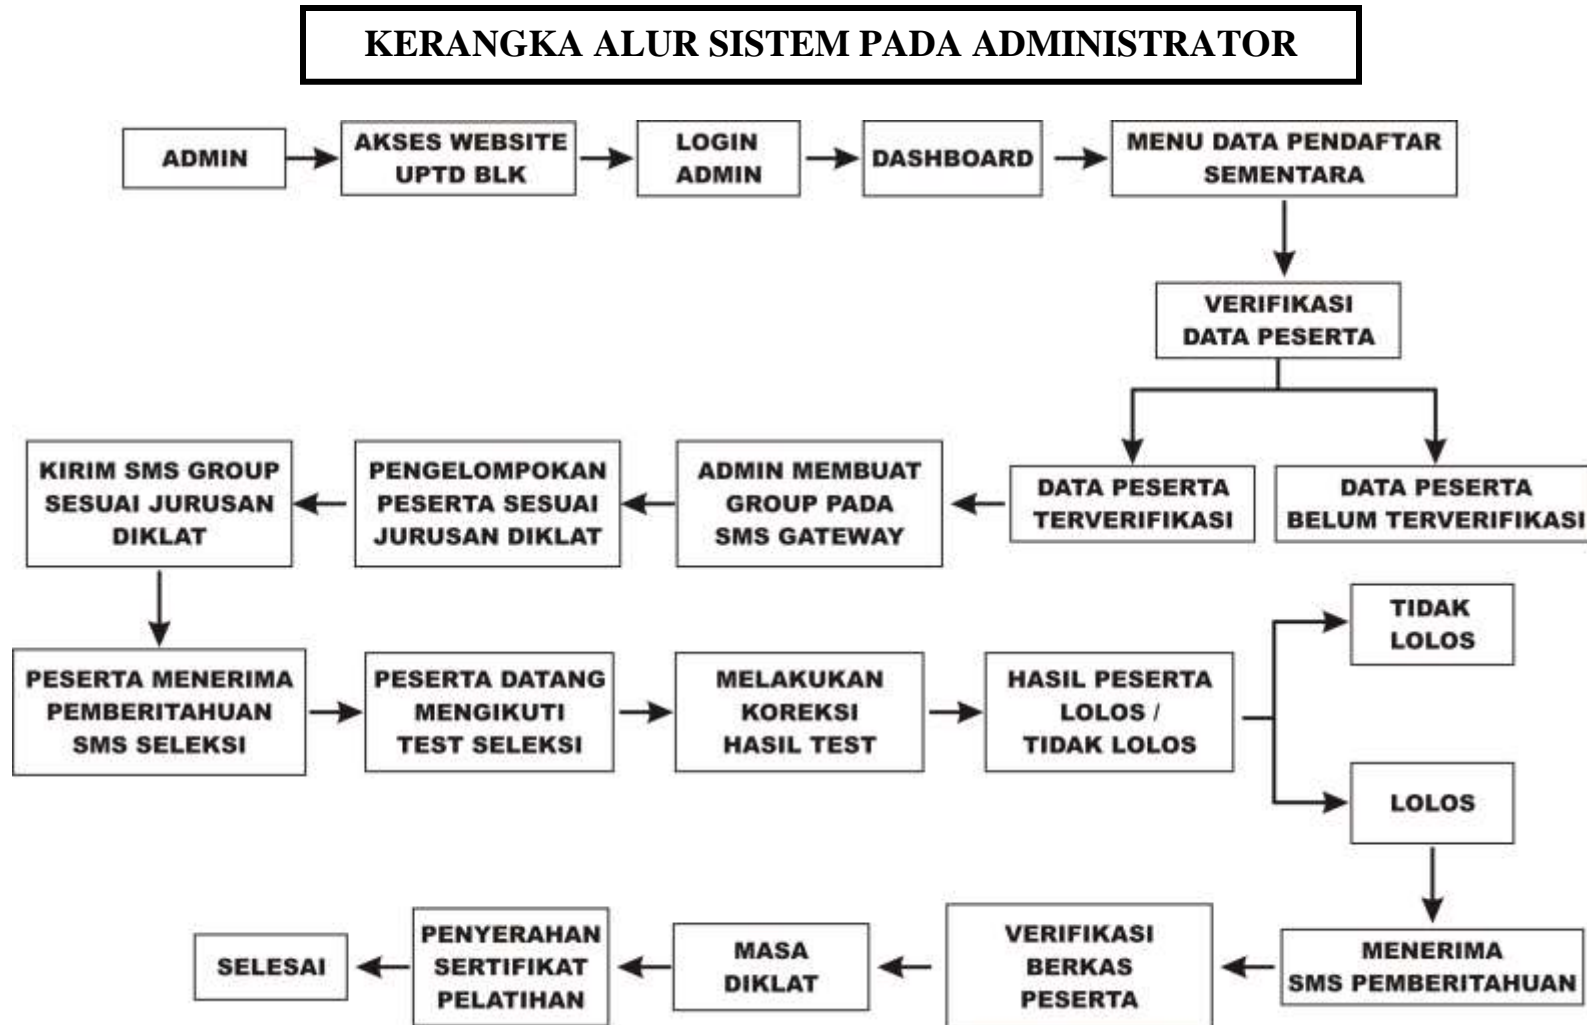 KERANGKA ALUR SISTEM PADA ADMINISTRATOR
ADMIN
AKSES WEBSITE
UPTD BLK
LOGIN
ADMIN
DASHBOARD
MENU DATA PENDAFTAR
SEMENTARA
VERIFIKASI
DATA PESERTA
DATA PESERTA
TERVERIFIKASI
DATA PESERTA
BELUM TERVERIFIKASI
ADMIN MEMBUAT
GROUP PADA
SMS GATEWAY
PENGELOMPOKAN
PESERTA SESUAI
JURUSAN DIKLAT
KIRIM SMS GROUP
SESUAI JURUSAN
DIKLAT
PESERTA MENERIMA
PEMBERITAHUAN
SMS SELEKSI
PESERTA DATANG
MENGIKUTI
TEST SELEKSI
MELAKUKAN
KOREKSI
HASIL TEST
HASIL PESERTA
LOLOS /
TIDAK LOLOS
TIDAK
LOLOS
LOLOS
MENERIMA
SMS PEMBERITAHUAN
VERIFIKASI
BERKAS
PESERTA
MASA
DIKLAT
PENYERAHAN
SERTIFIKAT
PELATIHAN
SELESAI